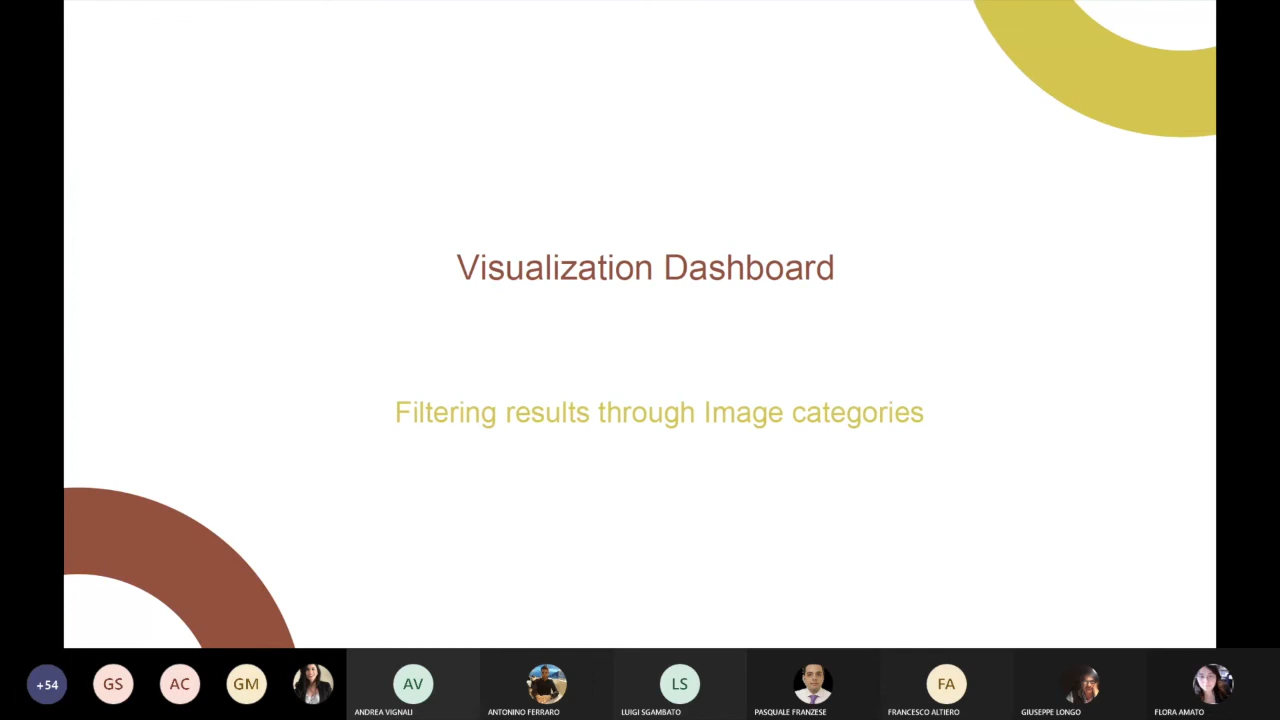 Visualization Dashboard
Filtering results through Image categories
+54
GS
AC
GM
AV
LS
FA
ANDREA VIGNALI
ANTONINO FERRARO
LUIGI SGAMBATO
PASQUALE FRANZESE
FRANCESCO ALTIERO
GIUSEPPE LONGO
FLORA AMATO